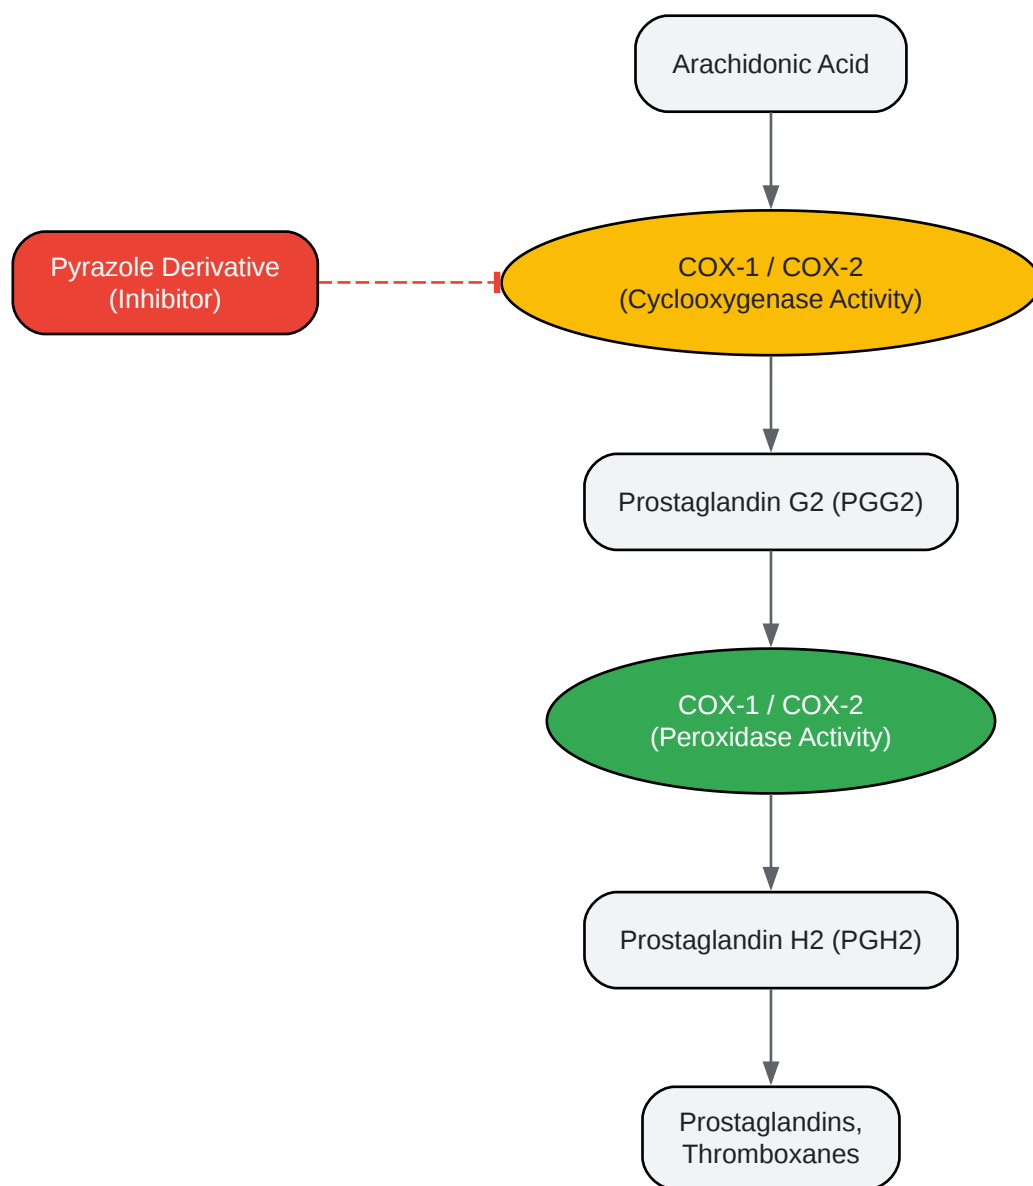 Arachidonic Acid
Pyrazole Derivative
(Inhibitor)
COX-1 / COX-2
(Cyclooxygenase Activity)
Prostaglandin G2 (PGG2)
COX-1 / COX-2
(Peroxidase Activity)
Prostaglandin H2 (PGH2)
Prostaglandins,
Thromboxanes